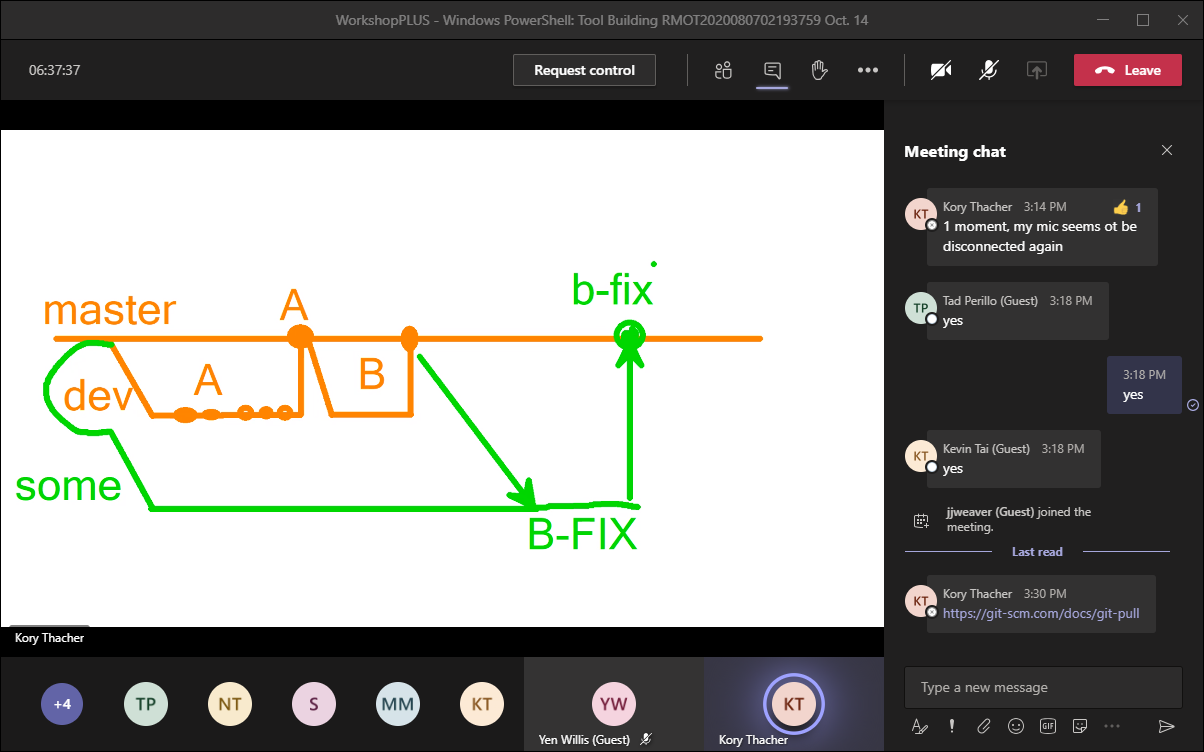 WorkshopPLUS - Windows PowerShell: Tool Building RMOT2020080702193759 Oct. 14
06:37:37
Request control
Leave
b-fix
master
A
A
B
dev
some
B-FIX
Kory Thacher
+4
TP
NT
S
MM
KT
YW
KT
Yen Willis (Guest)
Kory Thacher
Meeting chat
KT
Kory Thacher 3:14 PM
1
1 moment, my mic seems ot be
disconnected again
TP
Tad Perillo (Guest) 3:18 PM
yes
3:18 PM
yes
KT
Kevin Tai (Guest) 3:18 PM
yes
jjweaver (Guest) joined the
meeting.
Last read
KT
Kory Thacher 3:30 PM
https://git-scm.com/docs/git-pull
Type a new message
GIF